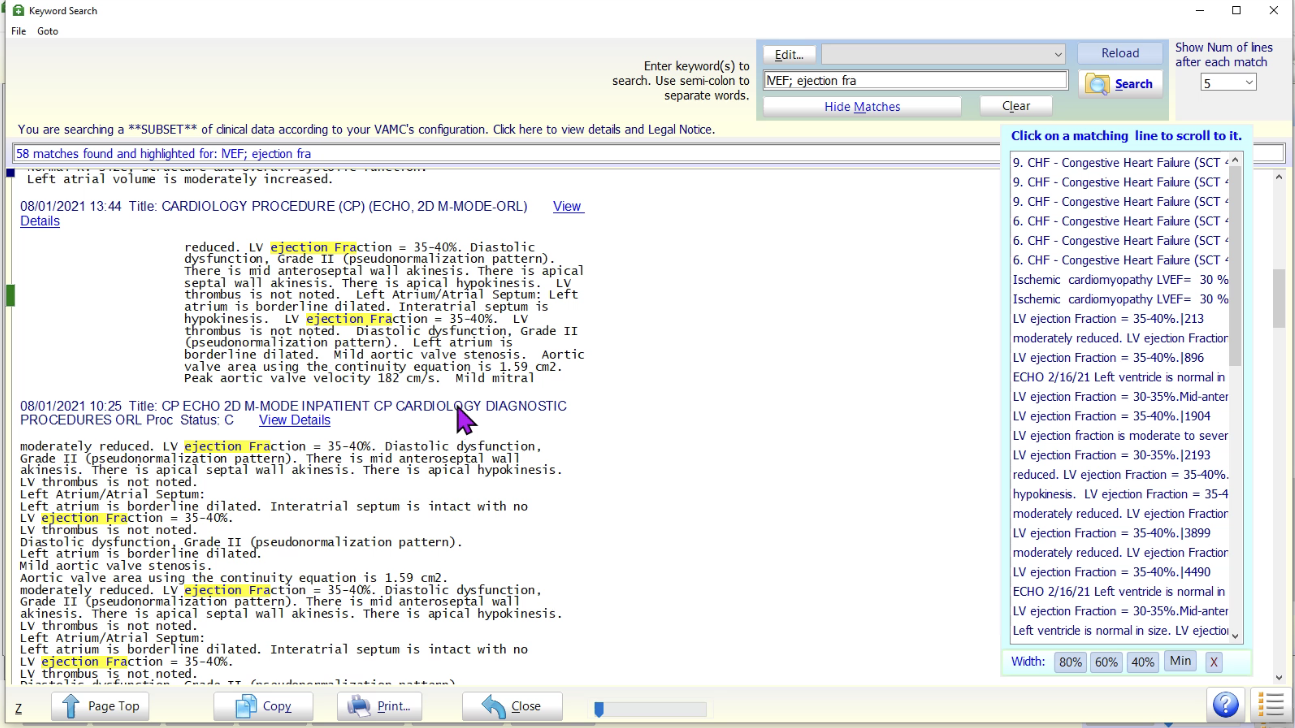 Keyword Search
File Goto
Enter keyword(s) to
search. Use semi-colon to
separate words.
Edit...
Reload
lVEF; ejection fra
Search
Hide Matches
Clear
Show Num of lines
after each match
5
You are searching a **SUBSET** of clinical data according to your VAMC's configuration. Click here to view details and Legal Notice.
58 matches found and highlighted for: lVEF; ejection fra
Normal RV size, structure and overall systolic function.
Left atrial volume is moderately increased.
08/01/2021 13:44 Title: CARDIOLOGY PROCEDURE (CP) (ECHO, 2D M-MODE-ORL) View
Details
reduced. LV ejection Fraction = 35-40%. Diastolic
dysfunction, Grade II (pseudonormalization pattern).
There is mid anteroseptal wall akinesis. There is apical
septal wall akinesis. There is apical hypokinesis. LV
thrombus is not noted. Left Atrium/Atrial Septum: Left
atrium is borderline dilated. Interatrial septum is
hypokinesis. LV ejection Fraction = 35-40%. LV
thrombus is not noted. Diastolic dysfunction, Grade II
(pseudonormalization pattern). Left atrium is
borderline dilated. Mild aortic valve stenosis. Aortic
valve area using the continuity equation is 1.59 cm2.
Peak aortic valve velocity 182 cm/s. Mild mitral
08/01/2021 10:25 Title: CP ECHO 2D M-MODE INPATIENT CP CARDIOLOGY DIAGNOSTIC
PROCEDURES ORL Proc Status: C View Details
moderately reduced. LV ejection Fraction = 35-40%. Diastolic dysfunction,
Grade II (pseudonormalization pattern). There is mid anteroseptal wall
akinesis. There is apical septal wall akinesis. There is apical hypokinesis.
LV thrombus is not noted.
Left Atrium/Atrial Septum:
Left atrium is borderline dilated. Interatrial septum is intact with no
LV ejection Fraction = 35-40%.
LV thrombus is not noted.
Diastolic dysfunction, Grade II (pseudonormalization pattern).
Left atrium is borderline dilated.
Mild aortic valve stenosis.
Aortic valve area using the continuity equation is 1.59 cm2.
moderately reduced. LV ejection Fraction = 35-40%. Diastolic dysfunction,
Grade II (pseudonormalization pattern). There is mid anteroseptal wall
akinesis. There is apical septal wall akinesis. There is apical hypokinesis.
LV thrombus is not noted.
Left Atrium/Atrial Septum:
Left atrium is borderline dilated. Interatrial septum is intact with no
LV ejection Fraction = 35-40%.
LV thrombus is not noted.
Diastolic dysfunction, Grade II (pseudonormalization pattern).
Click on a matching line to scroll to it.
9. CHF - Congestive Heart Failure (SCT 4
9. CHF - Congestive Heart Failure (SCT 4
9. CHF - Congestive Heart Failure (SCT 4
6. CHF - Congestive Heart Failure (SCT 4
6. CHF - Congestive Heart Failure (SCT 4
6. CHF - Congestive Heart Failure (SCT 4
Ischemic cardiomyopathy LVEF= 30 %
Ischemic cardiomyopathy LVEF= 30 %
LV ejection Fraction = 35-40%.|213
moderately reduced. LV ejection Fraction
LV ejection Fraction = 35-40%.|896
ECHO 2/16/21 Left ventricle is normal in
LV ejection Fraction = 30-35%.Mid-anter
LV ejection Fraction = 35-40%.|1904
LV ejection fraction is moderate to sever
LV ejection Fraction = 30-35%.|2193
reduced. LV ejection Fraction = 35-40%.
hypokinesis. LV ejection Fraction = 35-4
moderately reduced. LV ejection Fraction
LV ejection Fraction = 35-40%.|3899
moderately reduced. LV ejection Fraction
LV ejection Fraction = 35-40%.|4490
ECHO 2/16/21 Left ventricle is normal in
LV ejection Fraction = 30-35%.Mid-anter
Left ventricle is normal in size. LV ejectio
Width: 80% 60% 40% Min X
Z
Page Top
Copy
Print...
Close
?